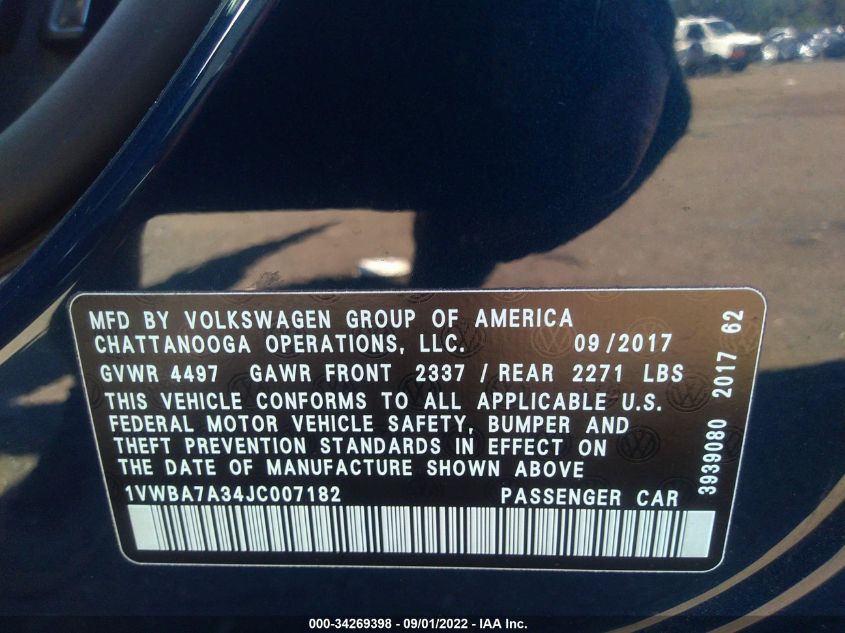 MFD BY VOLKSWAGEN GROUP OF AMERICA
CHATTANOOGA OPERATIONS, LLC. 09/2017
GVWR 4497 GAWR FRONT 2337 / REAR 2271 LBS
THIS VEHICLE CONFORMS TO ALL APPLICABLE U.S.
FEDERAL MOTOR VEHICLE SAFETY, BUMPER AND
THEFT PREVENTION STANDARDS IN EFFECT ON
THE DATE OF MANUFACTURE SHOWN ABOVE
1VWBA7A34JC007182 PASSENGER CAR
3939080 2017 62
000-34269398 - 09/01/2022 - IAA Inc.